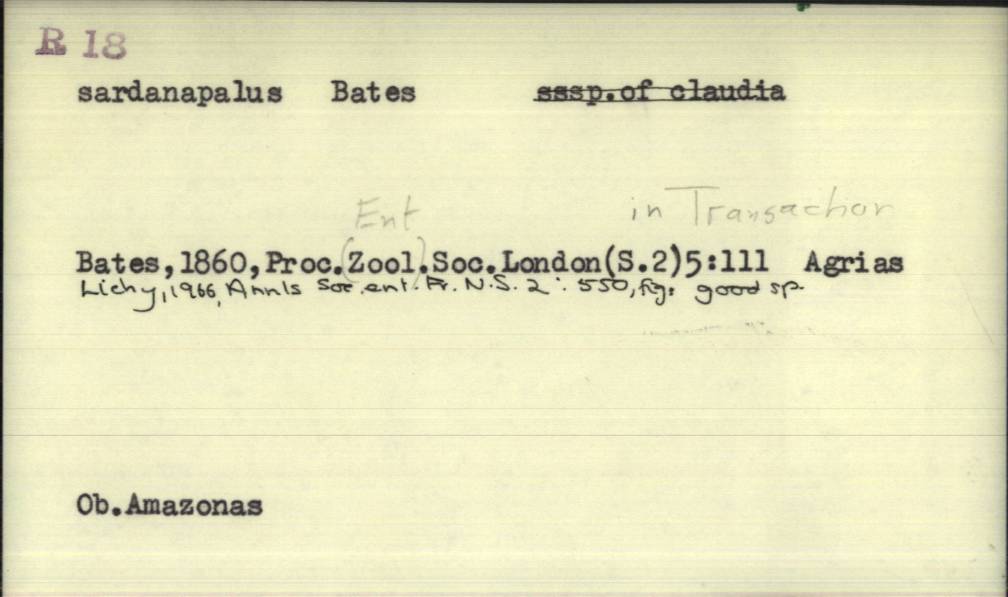 R 18
sardanapalus Bates sssp.of claudia
Ent in Transactior
Bates,1860,Proc.(Zool).Soc.London(S.2)5:111 Agrias
Lichy, 1966, Annls Soc. ent. Fr. N.S. 2: 550, fig: good sp.
Ob.Amazonas